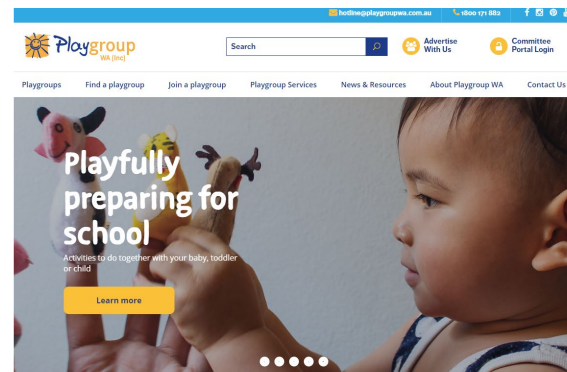 hotline@playgroupwa.com.au 1800 171 882
Playgroup
WA (Inc)
Search
Advertise
With Us
Committee
Portal Login
Playgroups Find a playgroup Join a playgroup Playgroup Services News & Resources About Playgroup WA Contact Us
Playfully
preparing for
school
Activities to do together with your baby, toddler
or child
Learn more